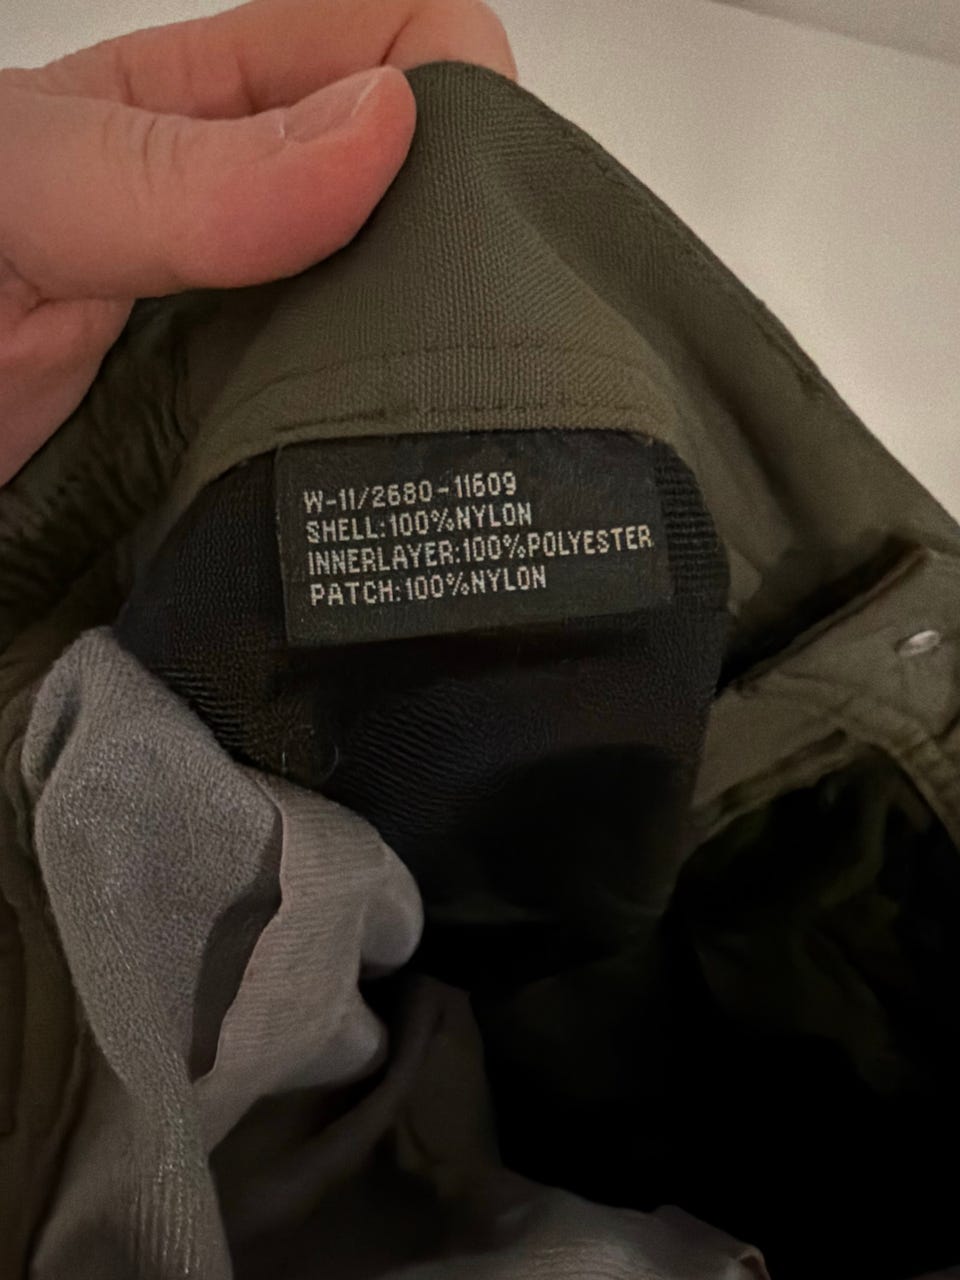 W-11/2680-11609
SHELL:100%NYLON
INNERLAYER:100%POLYESTER
PATCH:100%NYLON